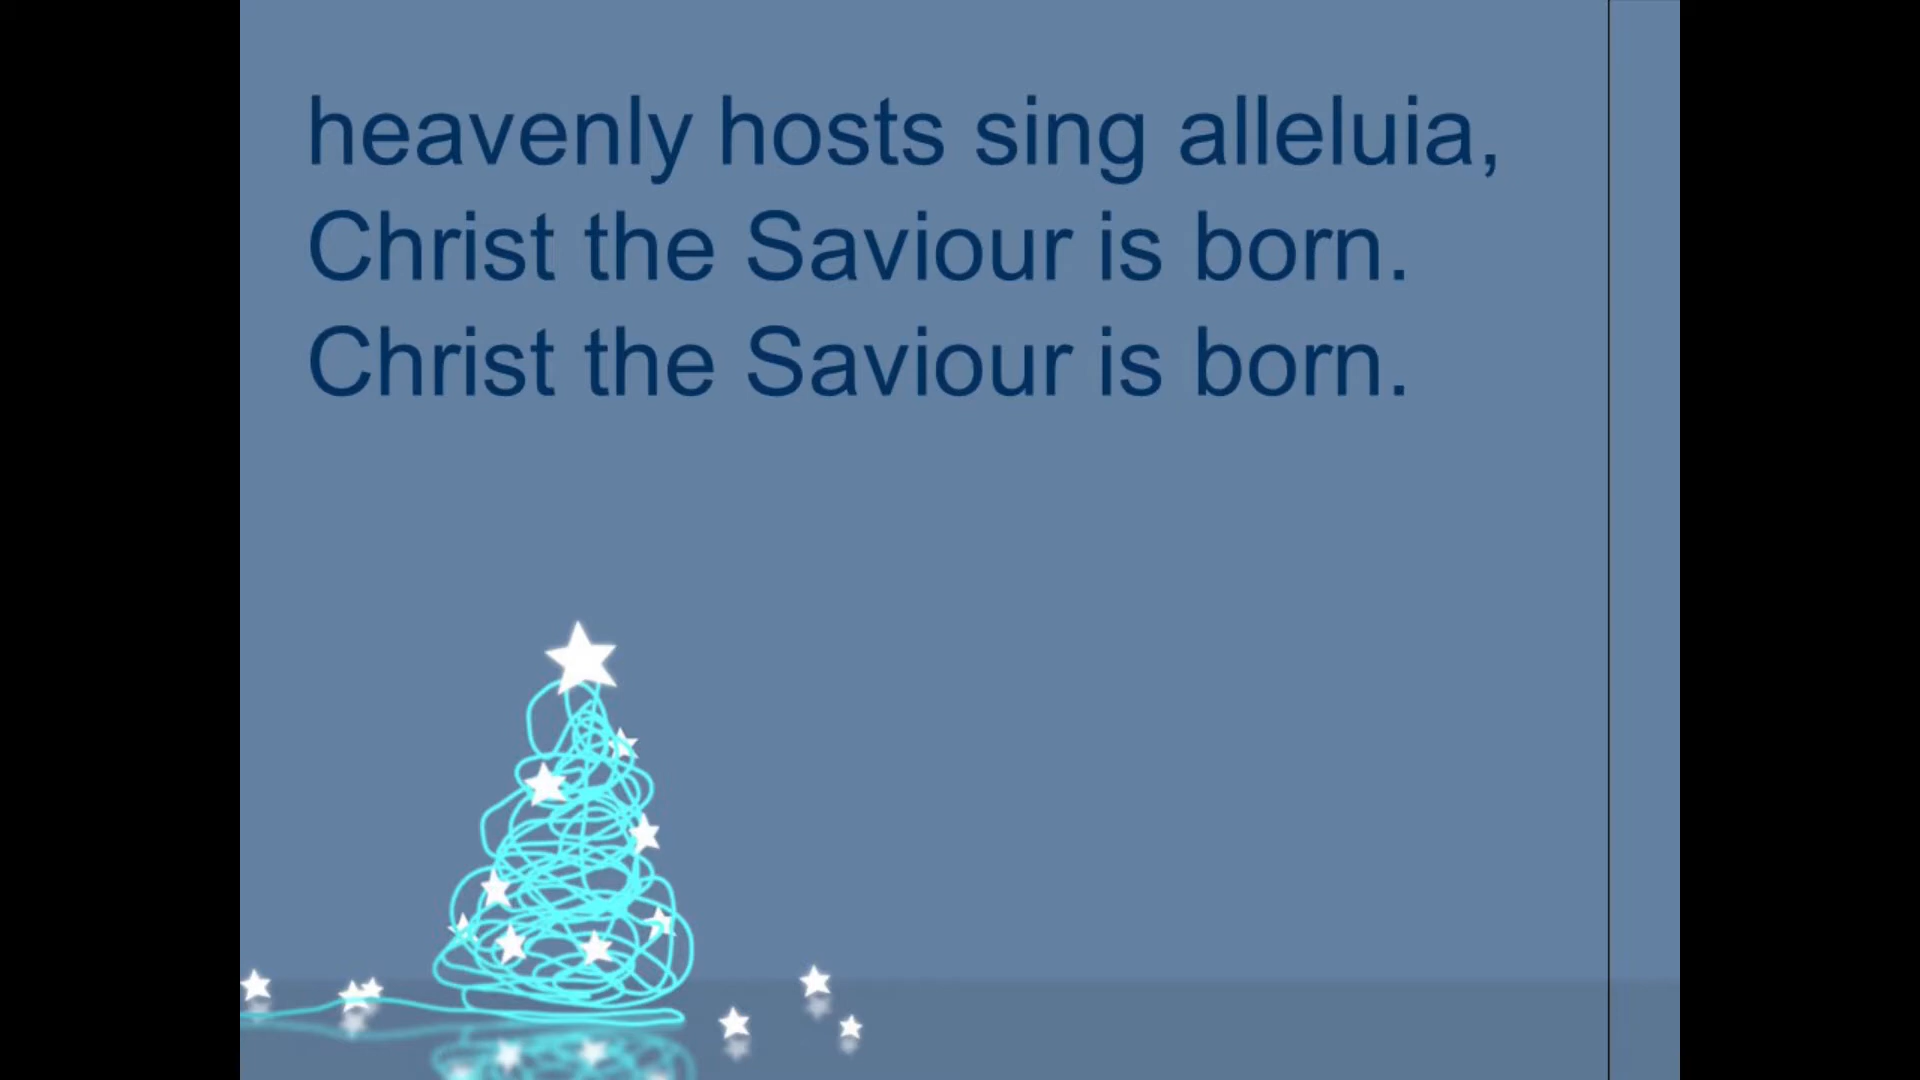 heavenly hosts sing alleluia,
Christ the Saviour is born.
Christ the Saviour is born.